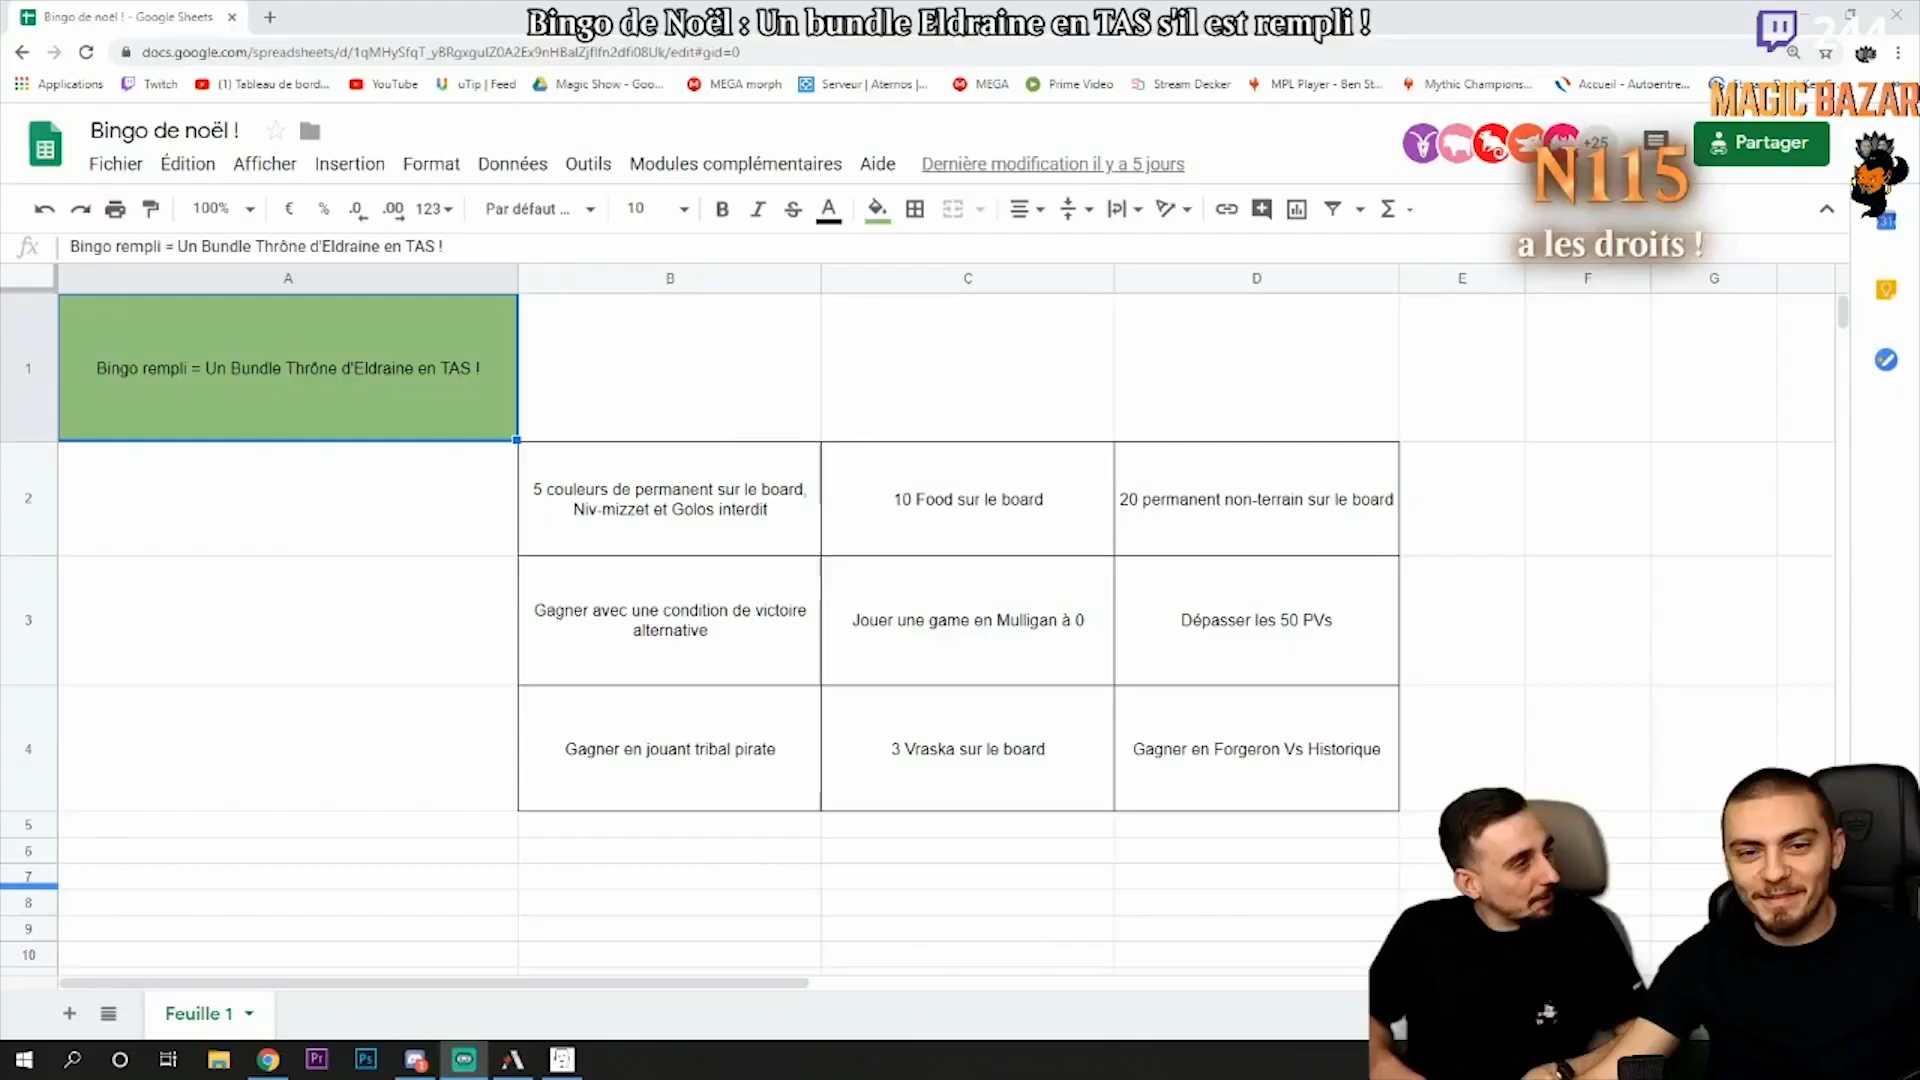 Bingo de noël ! - Google Sheets
Bingo de Noël : Un bundle Eldraine en TAS s'il est rempli !
244
Applications
Twitch
(1) Tableau de bord...
YouTube
uTip | Feed
Magic Show - Goo...
MEGA morph
Serveur | Aternos |...
MEGA
Prime Video
Stream Decker
MPL Player - Ben St...
Mythic Champions...
Accueil - Autoentre...
MAGIC BAZAR
Bingo de noël !
+25
Partager
Fichier
Édition
Afficher
Insertion
Format
Données
Outils
Modules complémentaires
Aide
Dernière modification il y a 5 jours
N115
a les droits !
100%
€
%
.0
.00
123
Par défaut ...
10
B
I
S
A
Σ
fx
Bingo rempli = Un Bundle Thrône d'Eldraine en TAS !
A
B
C
D
E
F
G
1
Bingo rempli = Un Bundle Thrône d'Eldraine en TAS !
2
5 couleurs de permanent sur le board,
Niv-mizzet et Golos interdit
10 Food sur le board
20 permanent non-terrain sur le board
3
Gagner avec une condition de victoire
alternative
Jouer une game en Mulligan à 0
Dépasser les 50 PVs
4
Gagner en jouant tribal pirate
3 Vraska sur le board
Gagner en Forgeron Vs Historique
5
6
7
8
9
10
Feuille 1
Pr
Ps